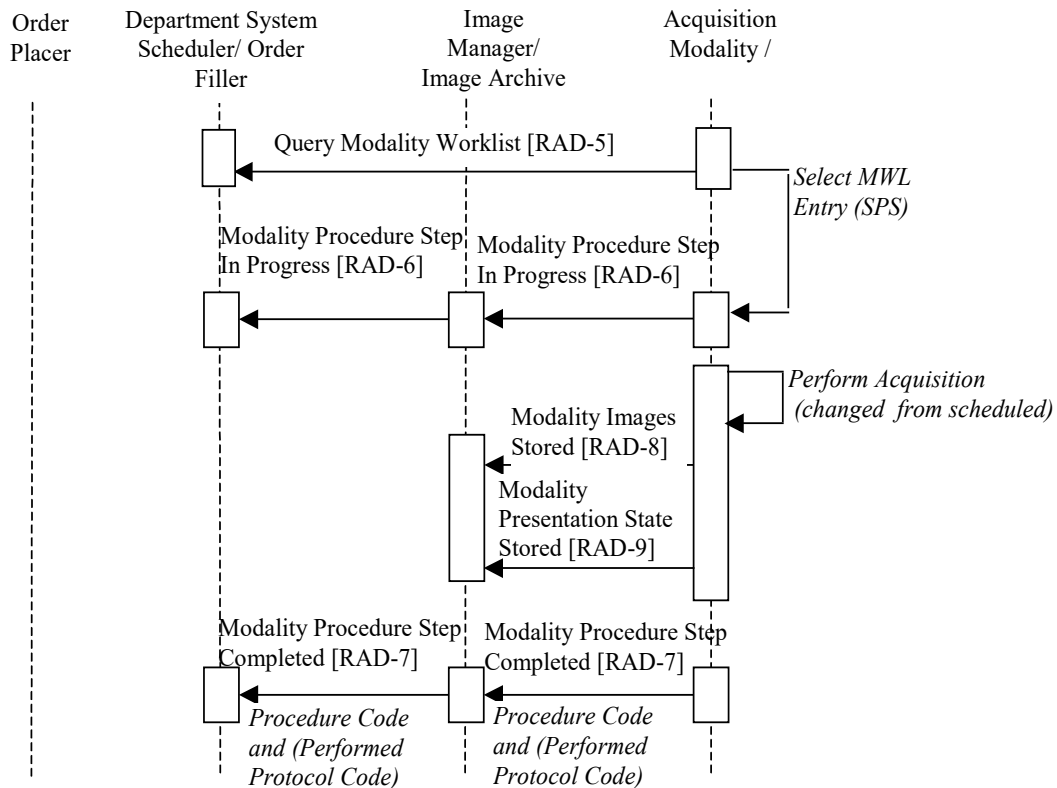 Order
Placer
Department System
Scheduler/ Order
Filler
Image
Manager/
Image Archive
Acquisition
Modality /
Query Modality Worklist [RAD-5]
Select MWL
Entry (SPS)
Modality Procedure Step
In Progress [RAD-6]
Modality Procedure Step
In Progress [RAD-6]
Perform Acquisition
(changed from scheduled)
Modality Images
Stored [RAD-8]
Modality
Presentation State
Stored [RAD-9]
Modality Procedure Step
Completed [RAD-7]
Modality Procedure Step
Completed [RAD-7]
Procedure Code
and (Performed
Protocol Code)
Procedure Code
and (Performed
Protocol Code)